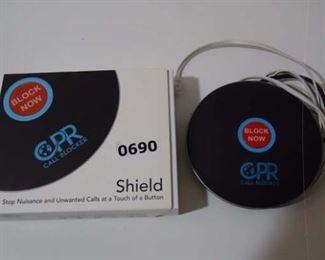 BLOCK
NOW
CPR
CALL BLOCKER
0690
Shield
Stop Nuisance and Unwanted Calls at a Touch of a Button
BLOCK
NOW
CPR
CALL BLOCKER